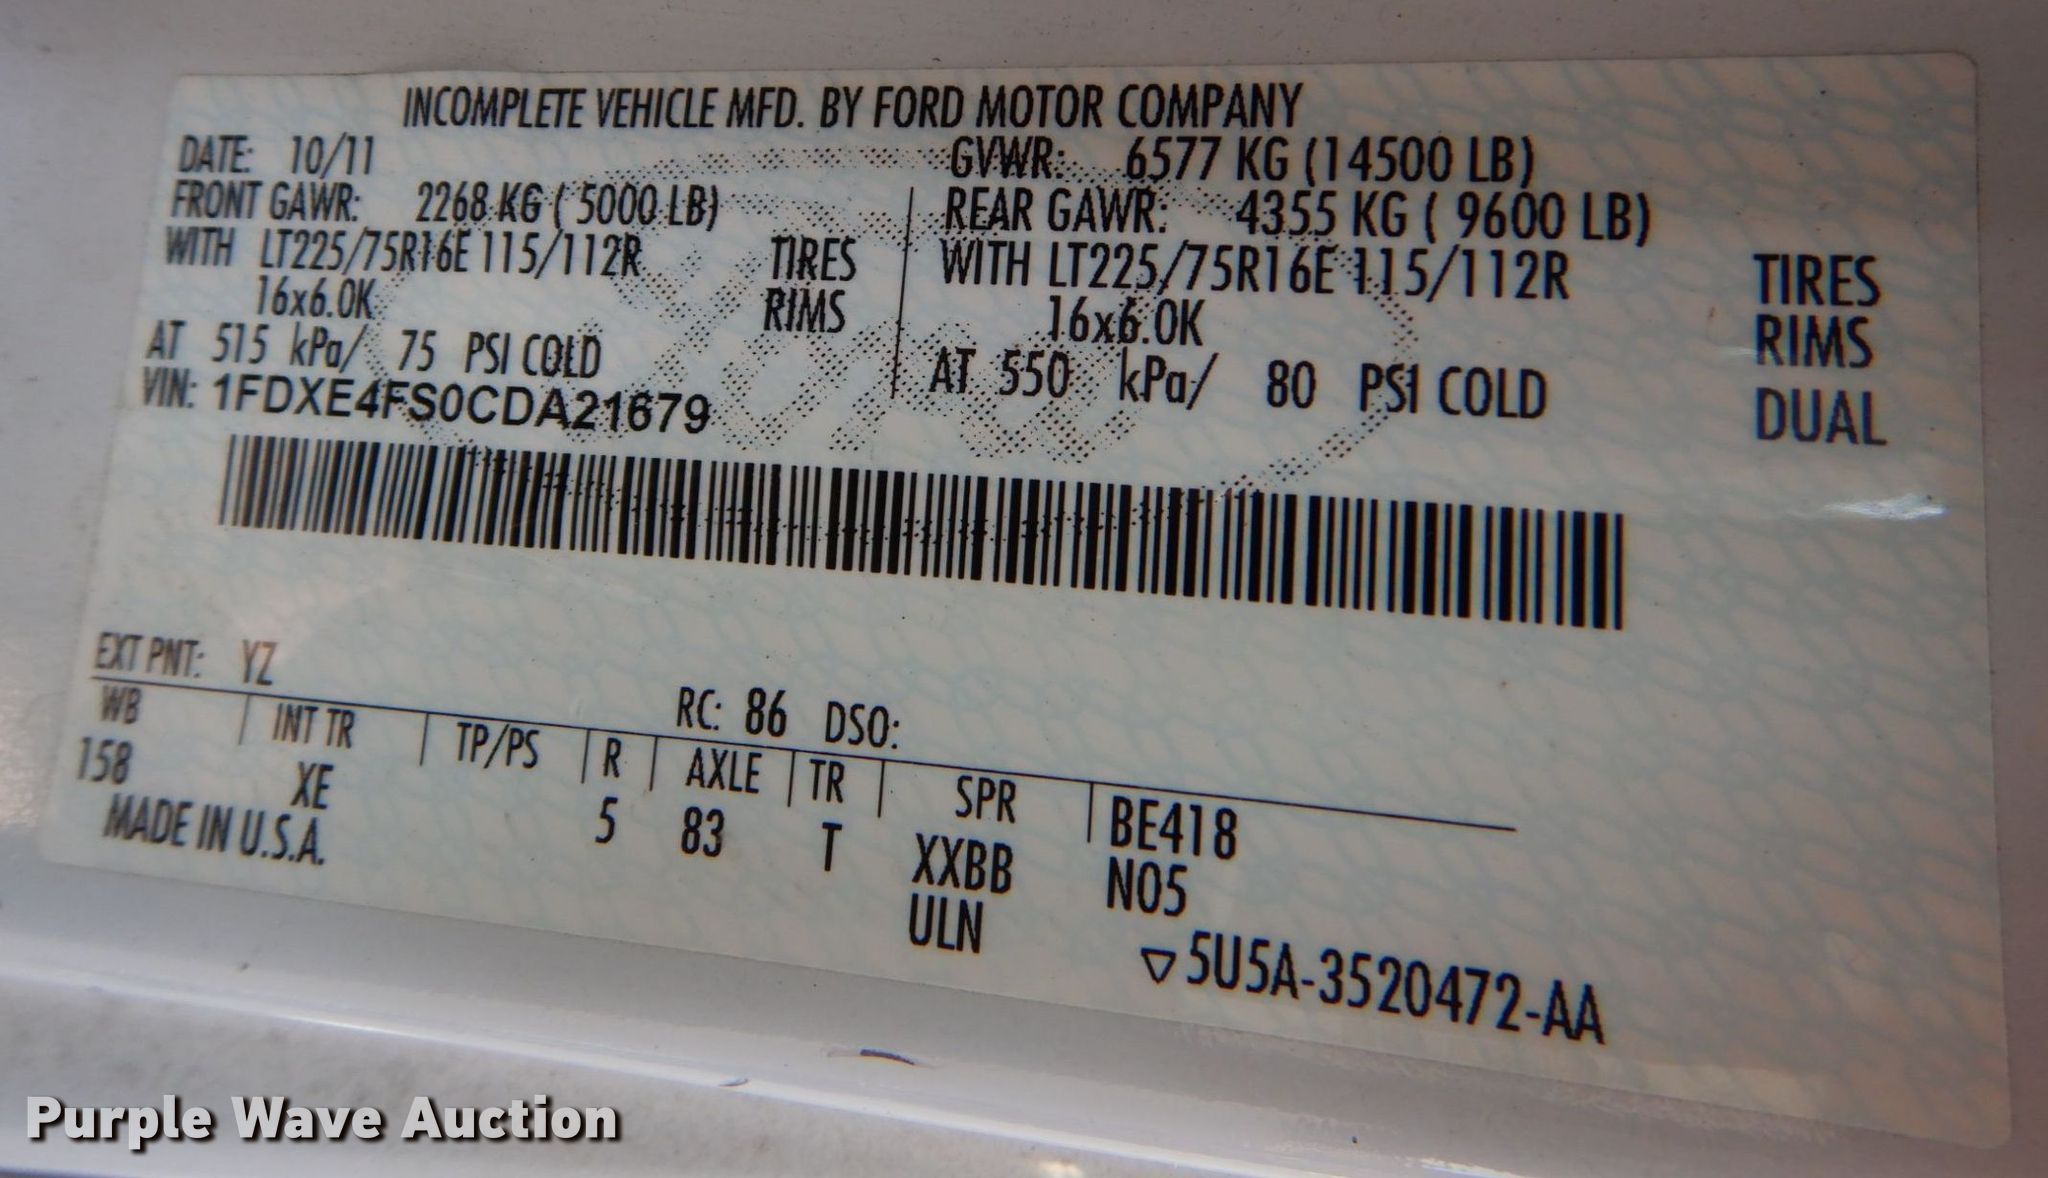 INCOMPLETE VEHICLE MFD. BY FORD MOTOR COMPANY
DATE: 10/11 GVWR: 6577 KG (14500 LB)
FRONT GAWR: 2268 KG ( 5000 LB) REAR GAWR: 4355 KG ( 9600 LB)
WITH LT225/75R16E 115/112R TIRES WITH LT225/75R16E 115/112R TIRES
16x6.0K RIMS 16x6.0K RIMS
AT 515 kPa/ 75 PSI COLD AT 550 kPa/ 80 PSI COLD DUAL
VIN: 1FDXE4FS0CDA21679
EXT PNT: YZ RC: 86 DSO:
WB INT TR TP/PS R AXLE TR SPR BE418
158 XE 5 83 T XXBB N05
MADE IN U.S.A. ULN
▽5U5A-3520472-AA
Purple Wave Auction